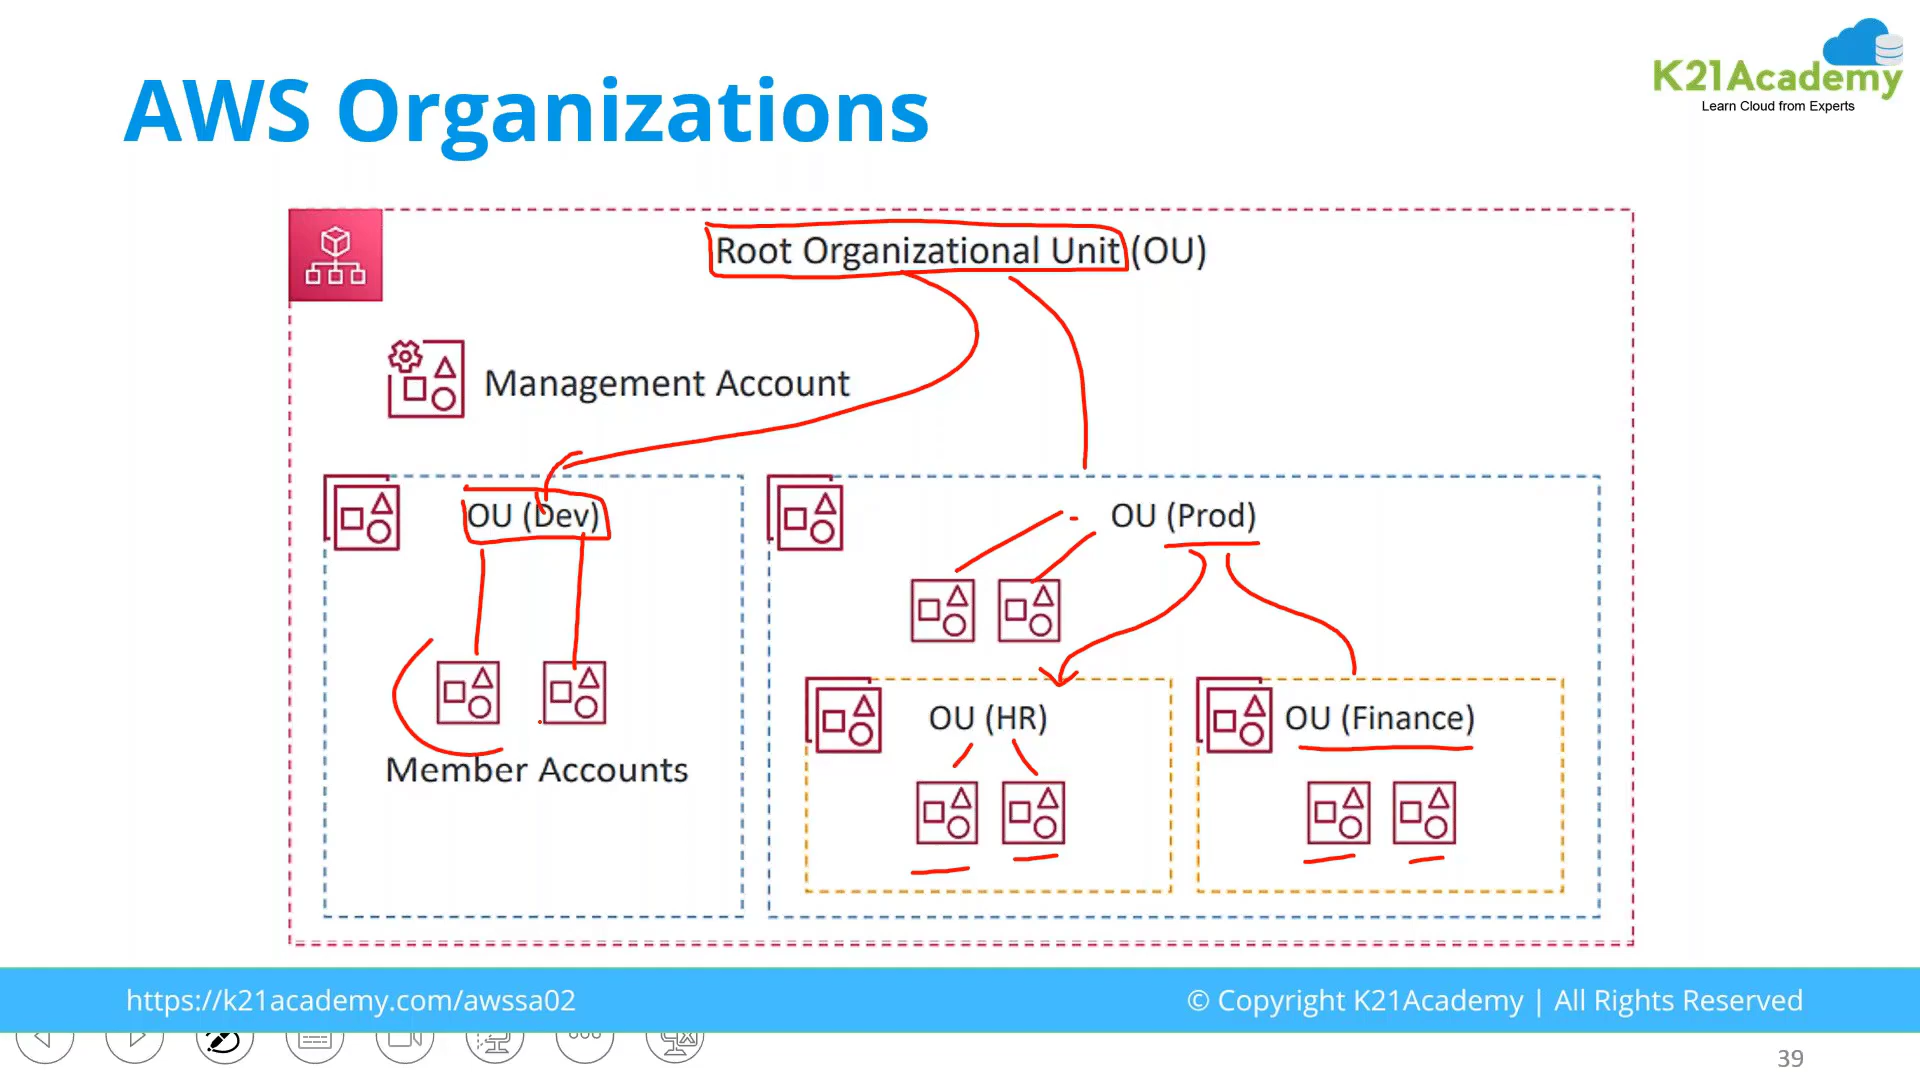 AWS Organizations
K21Academy
Learn Cloud from Experts
Root Organizational Unit (OU)
Management Account
OU (Dev)
OU (Prod)
Member Accounts
OU (HR)
OU (Finance)
https://k21academy.com/awssa02
© Copyright K21Academy | All Rights Reserved
39